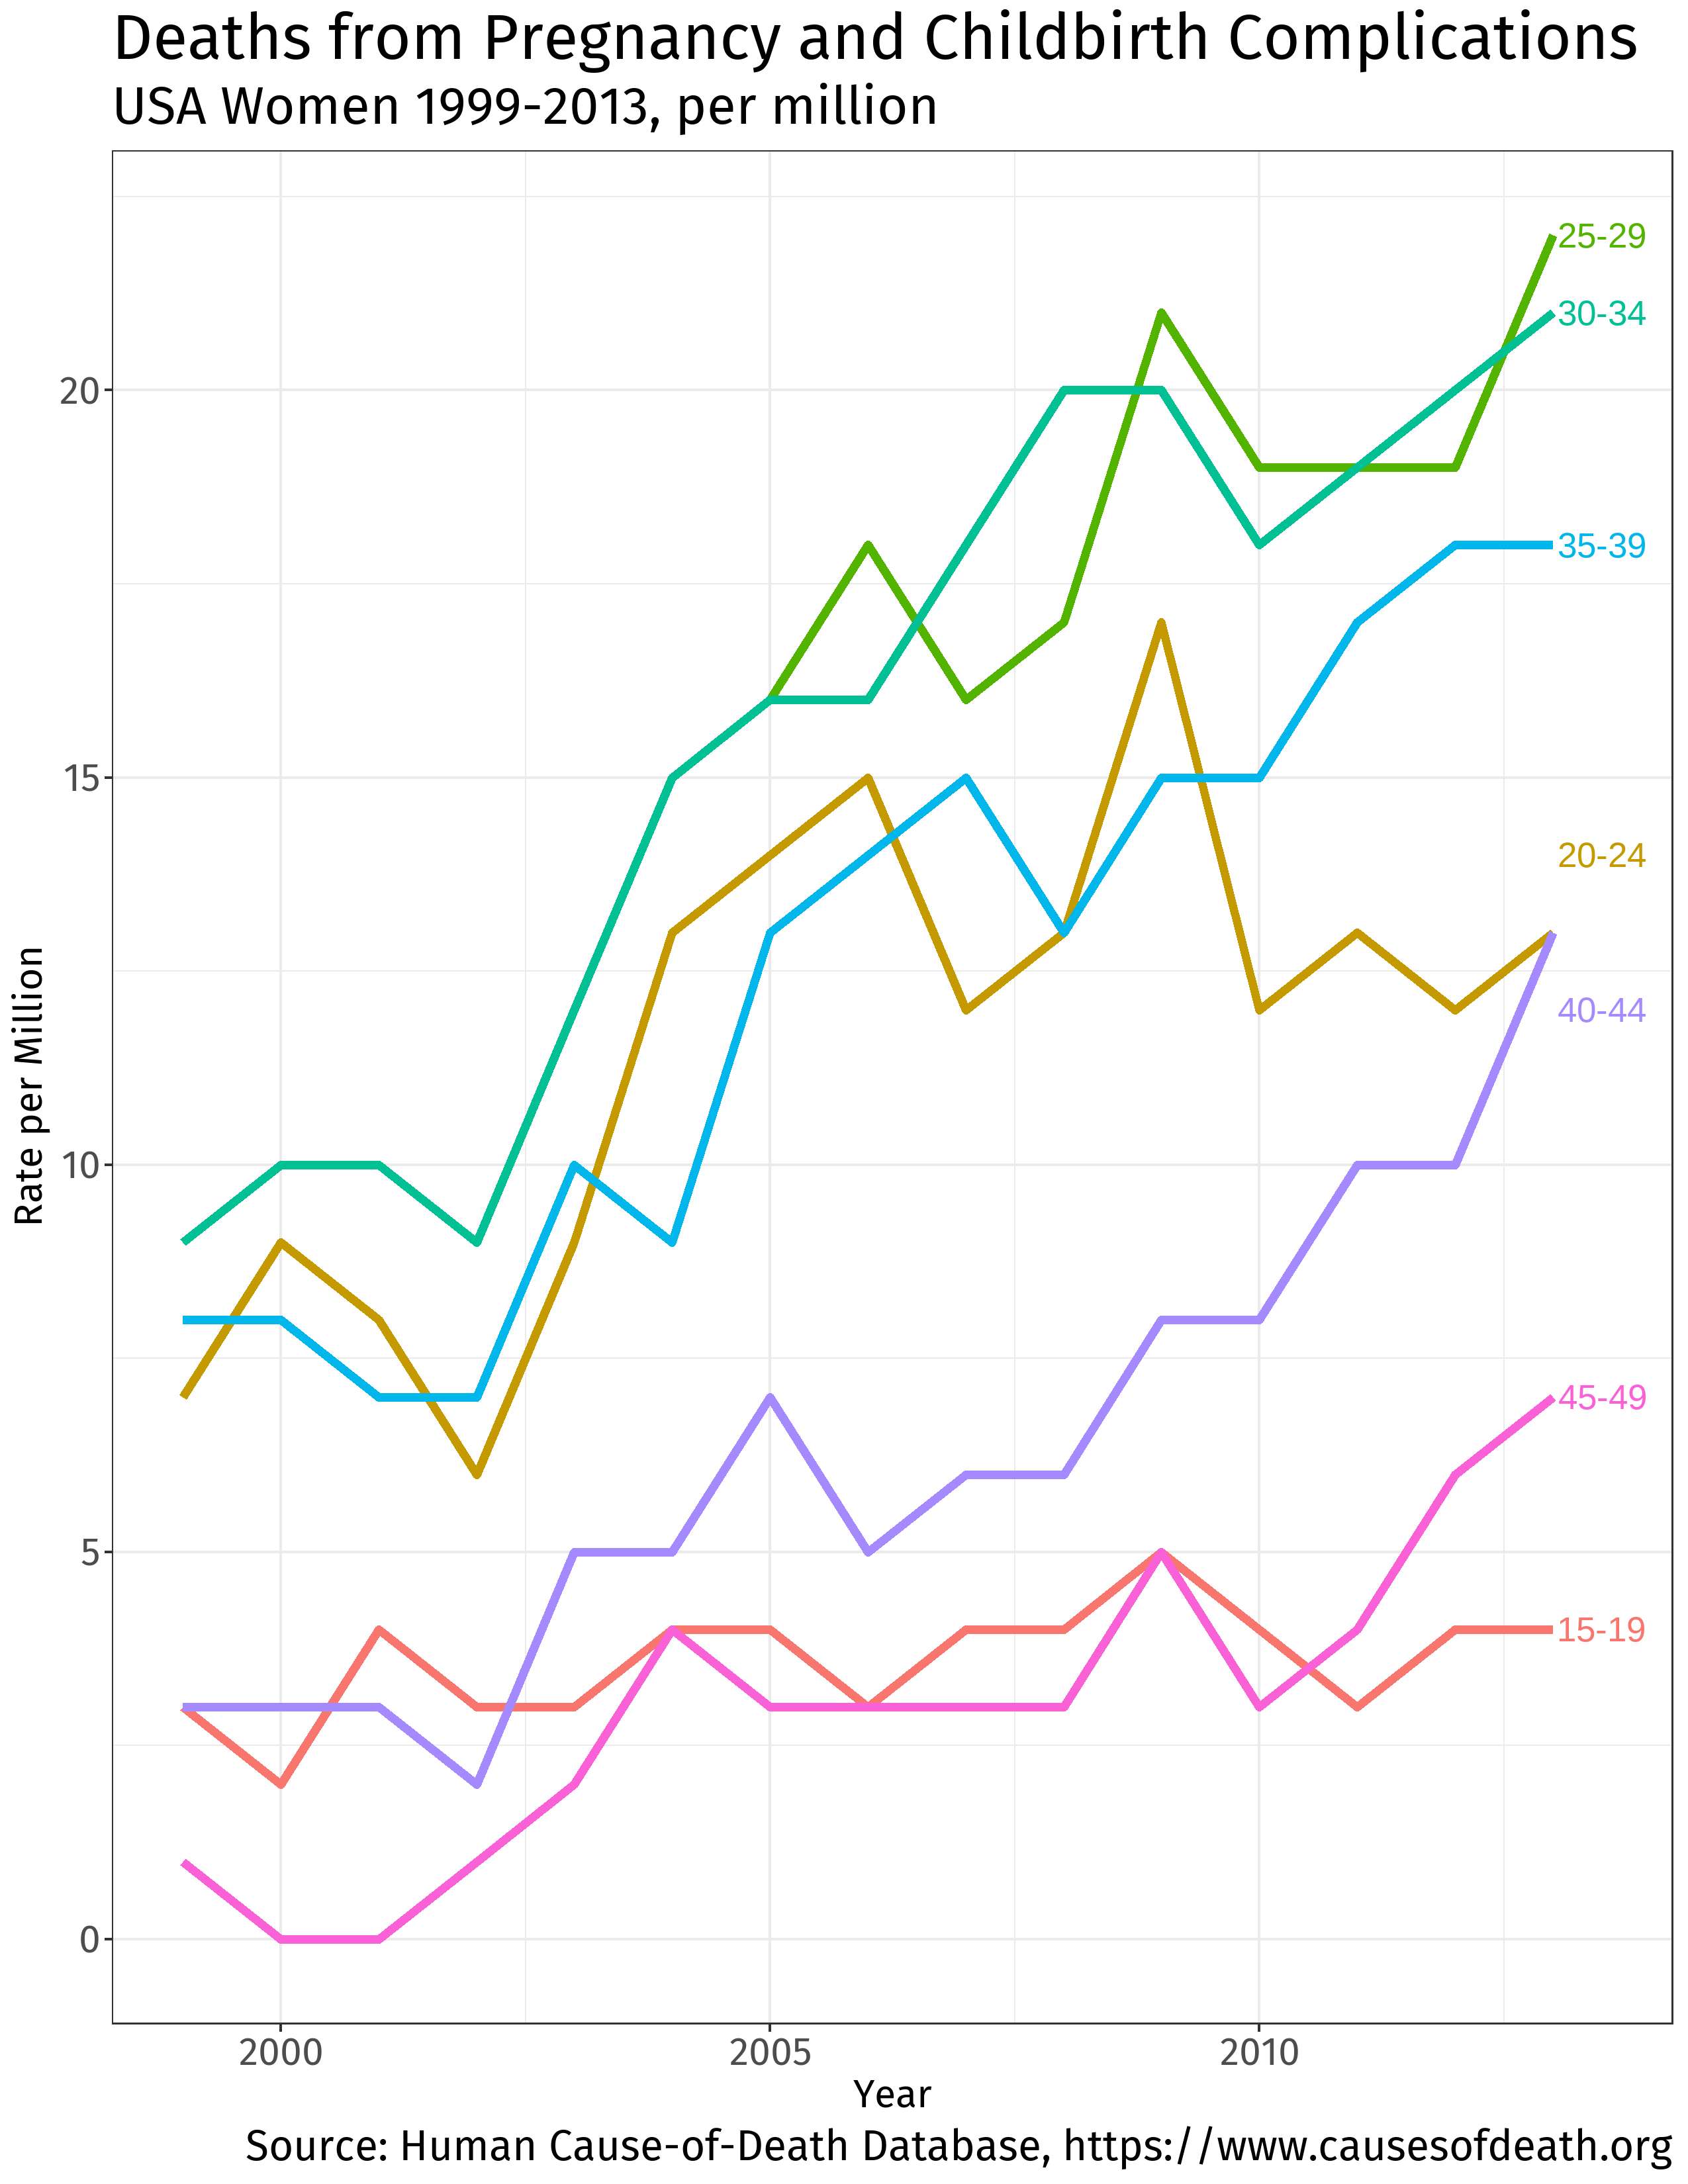 Deaths from Pregnancy and Childbirth Complications
USA Women 1999-2013, per million
25-29
30-34
20
35-39
15
20-24
40-44
Rate per Million
10
45-49
5
15-19
0
2000 2005 2010
Year
Source: Human Cause-of-Death Database, https://www.causesofdeath.org